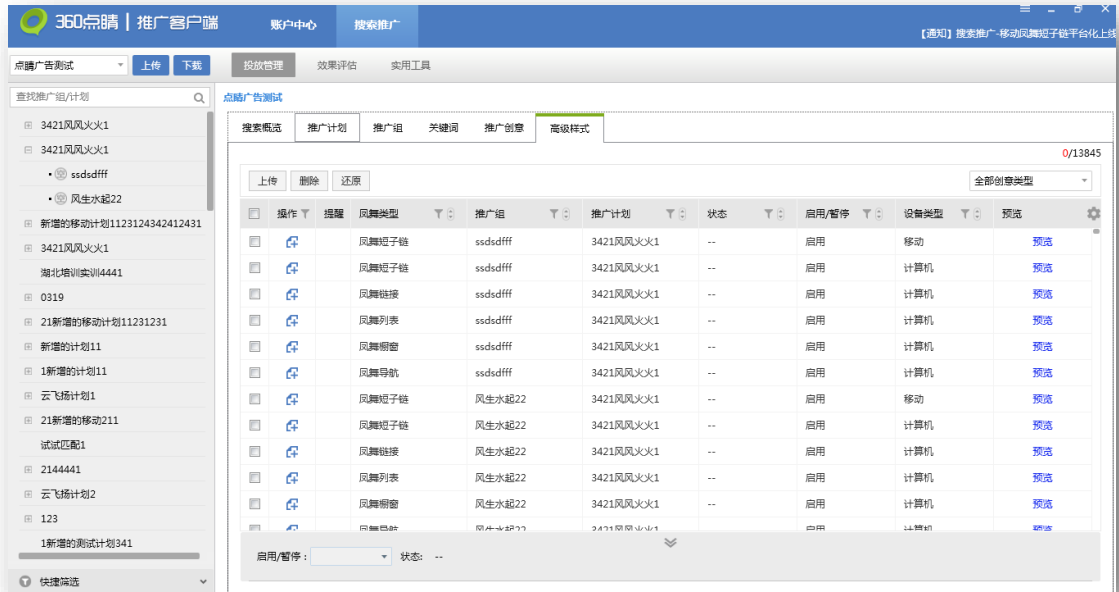 360点睛 | 推广客户端 账户中心 搜索推广
【通知】搜索推广-移动凤舞短子链平台化上线
点睛广告测试 上传 下载 投放管理 效果评估 实用工具
查找推广组/计划
点睛广告测试
3421风风火火1
3421风风火火1
ssdsdfff
风生水起22
新增的移动计划1123124342412431
3421风风火火1
湖北培训实训4441
0319
21新增的移动计划11231231
新增的计划11
1新增的计划11
云飞扬计划1
21新增的移动211
试试匹配1
2144441
云飞扬计划2
123
1新增的测试计划341
快捷筛选
搜索概览 推广计划 推广组 关键词 推广创意 高级样式
0/13845
上传 删除 还原 全部创意类型
操作 提醒 凤舞类型 推广组 推广计划 状态 启用/暂停 设备类型 预览
凤舞短子链 ssdsdfff 3421风风火火1 -- 启用 移动 预览
凤舞短子链 ssdsdfff 3421风风火火1 -- 启用 计算机 预览
凤舞链接 ssdsdfff 3421风风火火1 -- 启用 计算机 预览
凤舞列表 ssdsdfff 3421风风火火1 -- 启用 计算机 预览
凤舞橱窗 ssdsdfff 3421风风火火1 -- 启用 计算机 预览
凤舞导航 ssdsdfff 3421风风火火1 -- 启用 计算机 预览
凤舞短子链 风生水起22 3421风风火火1 -- 启用 移动 预览
凤舞短子链 风生水起22 3421风风火火1 -- 启用 计算机 预览
凤舞链接 风生水起22 3421风风火火1 -- 启用 计算机 预览
凤舞列表 风生水起22 3421风风火火1 -- 启用 计算机 预览
凤舞橱窗 风生水起22 3421风风火火1 -- 启用 计算机 预览
凤舞导航 风生水起22 3421风风火火1 启用 计算机 预览
启用/暂停： 状态: --